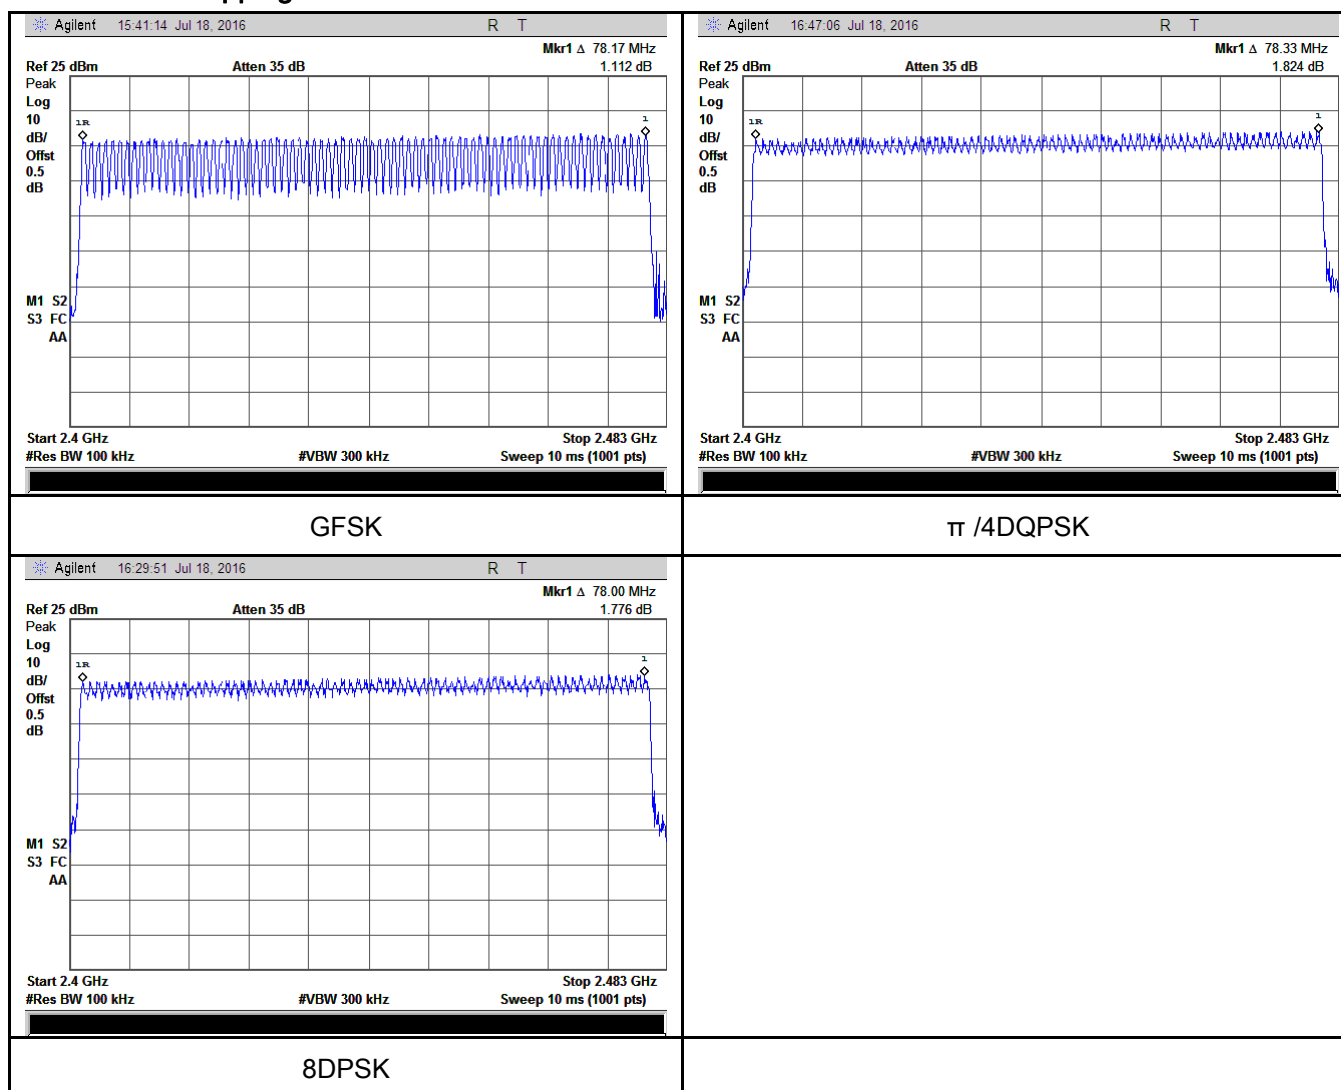 Agilent 15:41:14 Jul 18, 2016 R T
Mkr1 Δ 78.17 MHz
Ref 25 dBm Atten 35 dB 1.112 dB
Peak
Log
10
dB/
Offst
0.5
dB
1R
1
M1 S2
S3 FC
AA
Start 2.4 GHz Stop 2.483 GHz
#Res BW 100 kHz #VBW 300 kHz Sweep 10 ms (1001 pts)
Agilent 16:47:06 Jul 18, 2016 R T
Mkr1 Δ 78.33 MHz
Ref 25 dBm Atten 35 dB 1.824 dB
Peak
Log
10
dB/
Offst
0.5
dB
1R
1
M1 S2
S3 FC
AA
Start 2.4 GHz Stop 2.483 GHz
#Res BW 100 kHz #VBW 300 kHz Sweep 10 ms (1001 pts)
GFSK
π /4DQPSK
Agilent 16:29:51 Jul 18, 2016 R T
Mkr1 Δ 78.00 MHz
Ref 25 dBm Atten 35 dB 1.776 dB
Peak
Log
10
dB/
Offst
0.5
dB
1R
1
M1 S2
S3 FC
AA
Start 2.4 GHz Stop 2.483 GHz
#Res BW 100 kHz #VBW 300 kHz Sweep 10 ms (1001 pts)
8DPSK